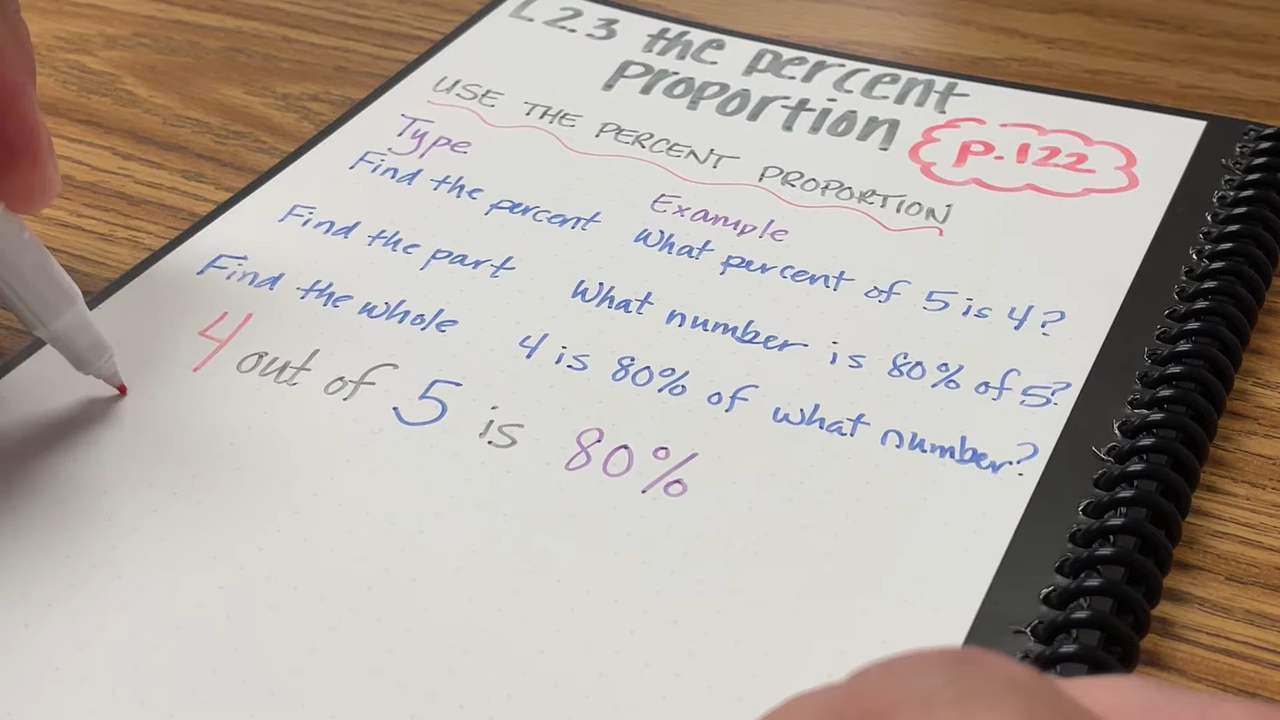 L2.3 the percent
proportion
p.122
USE THE PERCENT PROPORTION
Type Example
Find the percent What percent of 5 is 4?
Find the part What number is 80% of 5?
Find the whole 4 is 80% of what number?
4 out of 5 is 80%